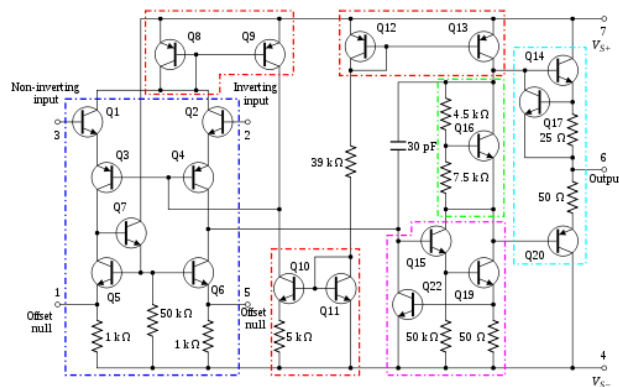 Q8
Q9
Q12
Q13
7
V_S+
Q14
Non-inverting
input
Inverting
input
Q1
Q2
3
2
4.5 kΩ
Q16
Q17
25 Ω
39 kΩ
30 pF
6
Output
Q3
Q4
7.5 kΩ
50 Ω
Q7
Q15
Q20
Q10
Q5
Q6
Q22
Q19
1
5
Offset
null
Offset
null
Q11
50 kΩ
1 kΩ
1 kΩ
5 kΩ
50 kΩ
50 Ω
4
V_S−